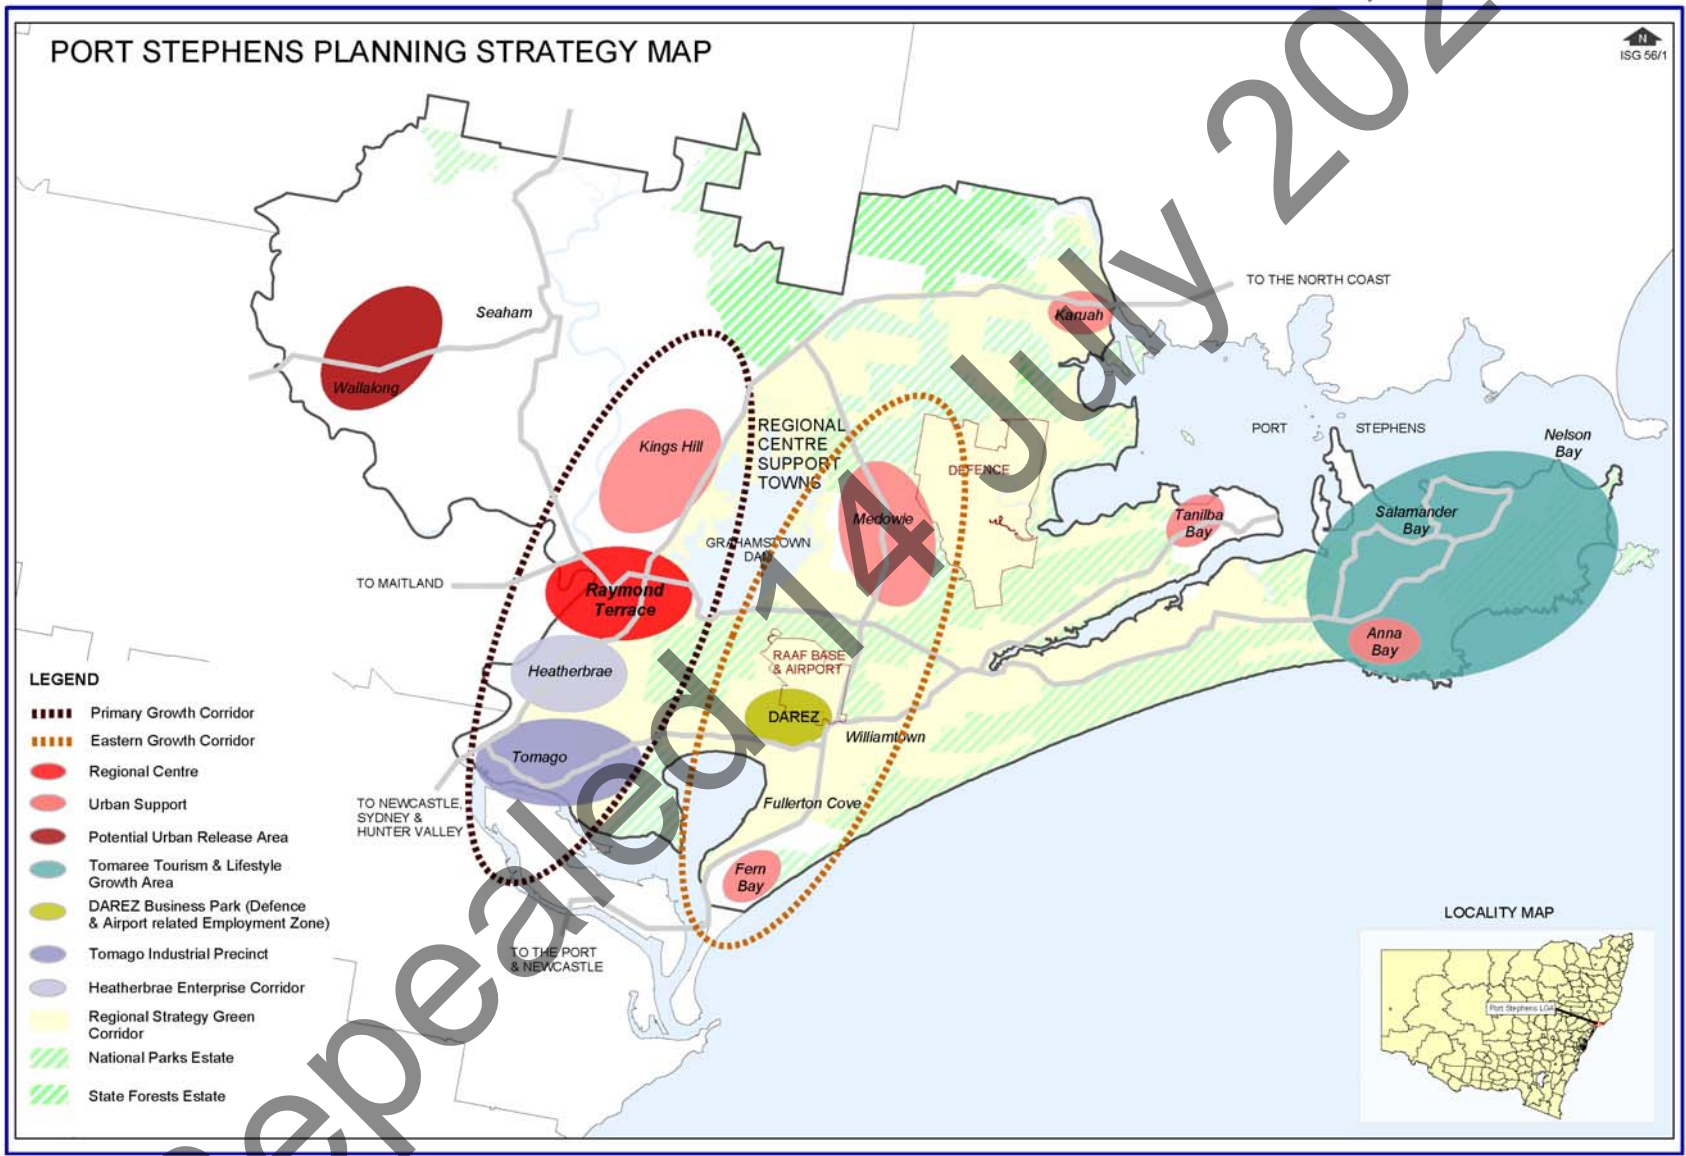 PORT STEPHENS PLANNING STRATEGY MAP
N
ISG 56/1
TO THE NORTH COAST
Seaham
Karuah
Wallalong
REGIONAL
CENTRE
SUPPORT
TOWNS
Kings Hill
PORT
STEPHENS
Nelson
Bay
DEFENCE
Medowie
Tanilba
Bay
Salamander
Bay
GRAHAMSTOWN
DAM
TO MAITLAND
Raymond
Terrace
Anna
Bay
RAAF BASE
& AIRPORT
Heatherbrae
DAREZ
Williamtown
Tomago
TO NEWCASTLE,
SYDNEY &
HUNTER VALLEY
Fullerton Cove
Fern
Bay
TO THE PORT
& NEWCASTLE
LEGEND
Primary Growth Corridor
Eastern Growth Corridor
Regional Centre
Urban Support
Potential Urban Release Area
Tomaree Tourism & Lifestyle
Growth Area
DAREZ Business Park (Defence
& Airport related Employment Zone)
Tomago Industrial Precinct
Heatherbrae Enterprise Corridor
Regional Strategy Green
Corridor
National Parks Estate
State Forests Estate
LOCALITY MAP
Port Stephens LGA
epealed 14 July 202